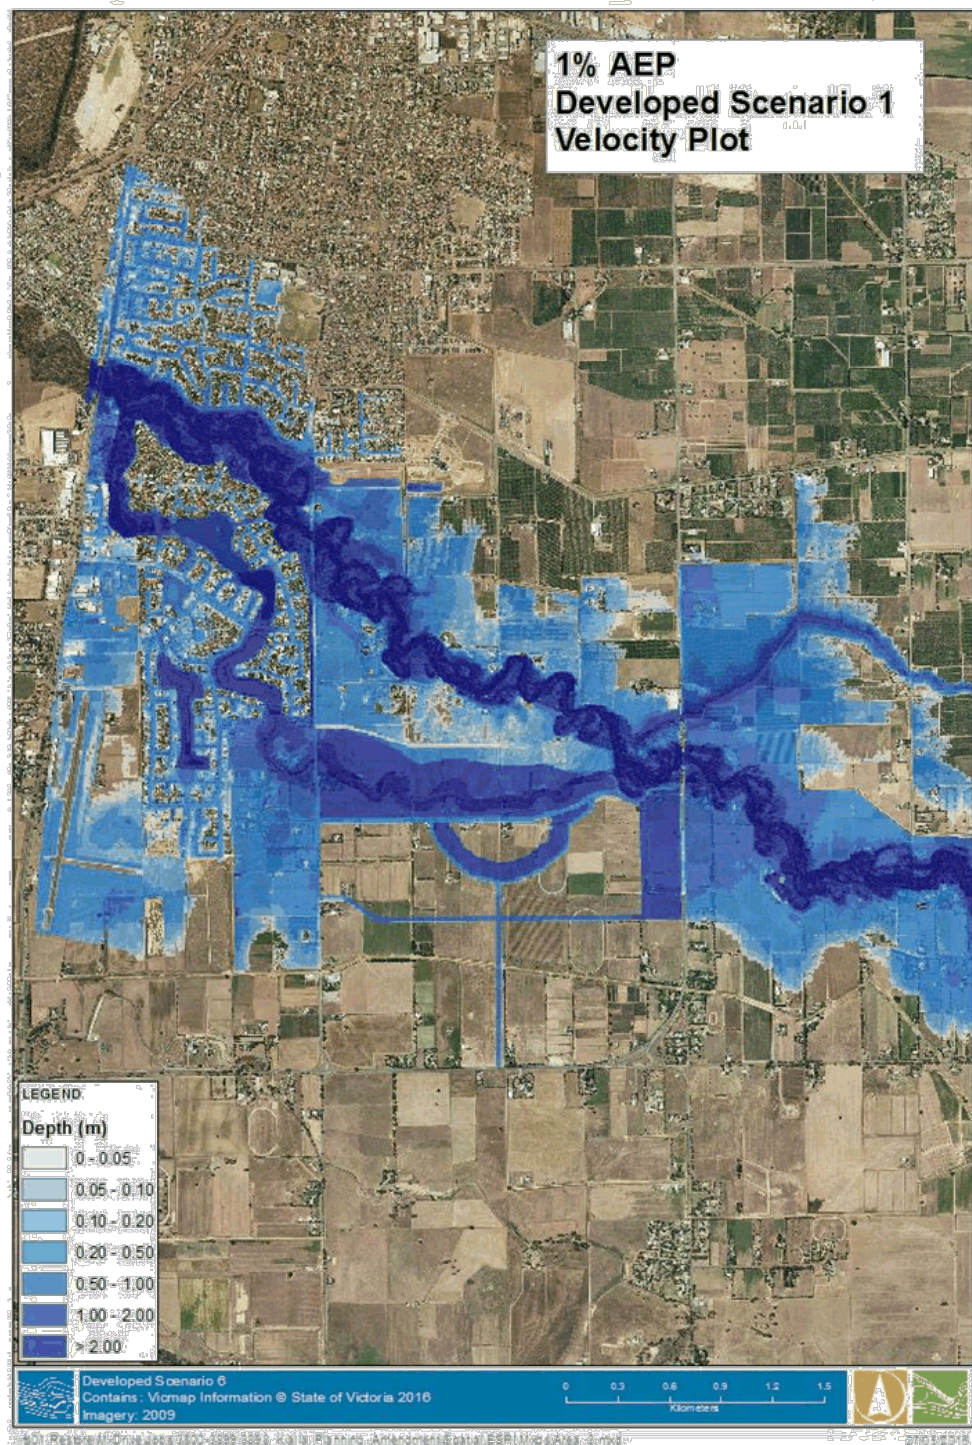 1% AEP
Developed Scenario 1
Velocity Plot
LEGEND
Depth (m)
0 - 0.05
0.05 - 0.10
0.10 - 0.20
0.20 - 0.50
0.50 - 1.00
1.00 - 2.00
> 2.00
Developed Scenario 6
Contains : Vicmap Information © State of Victoria 2016
Imagery: 2009
0 0.3 0.6 0.9 1.2 1.5
Kilometers